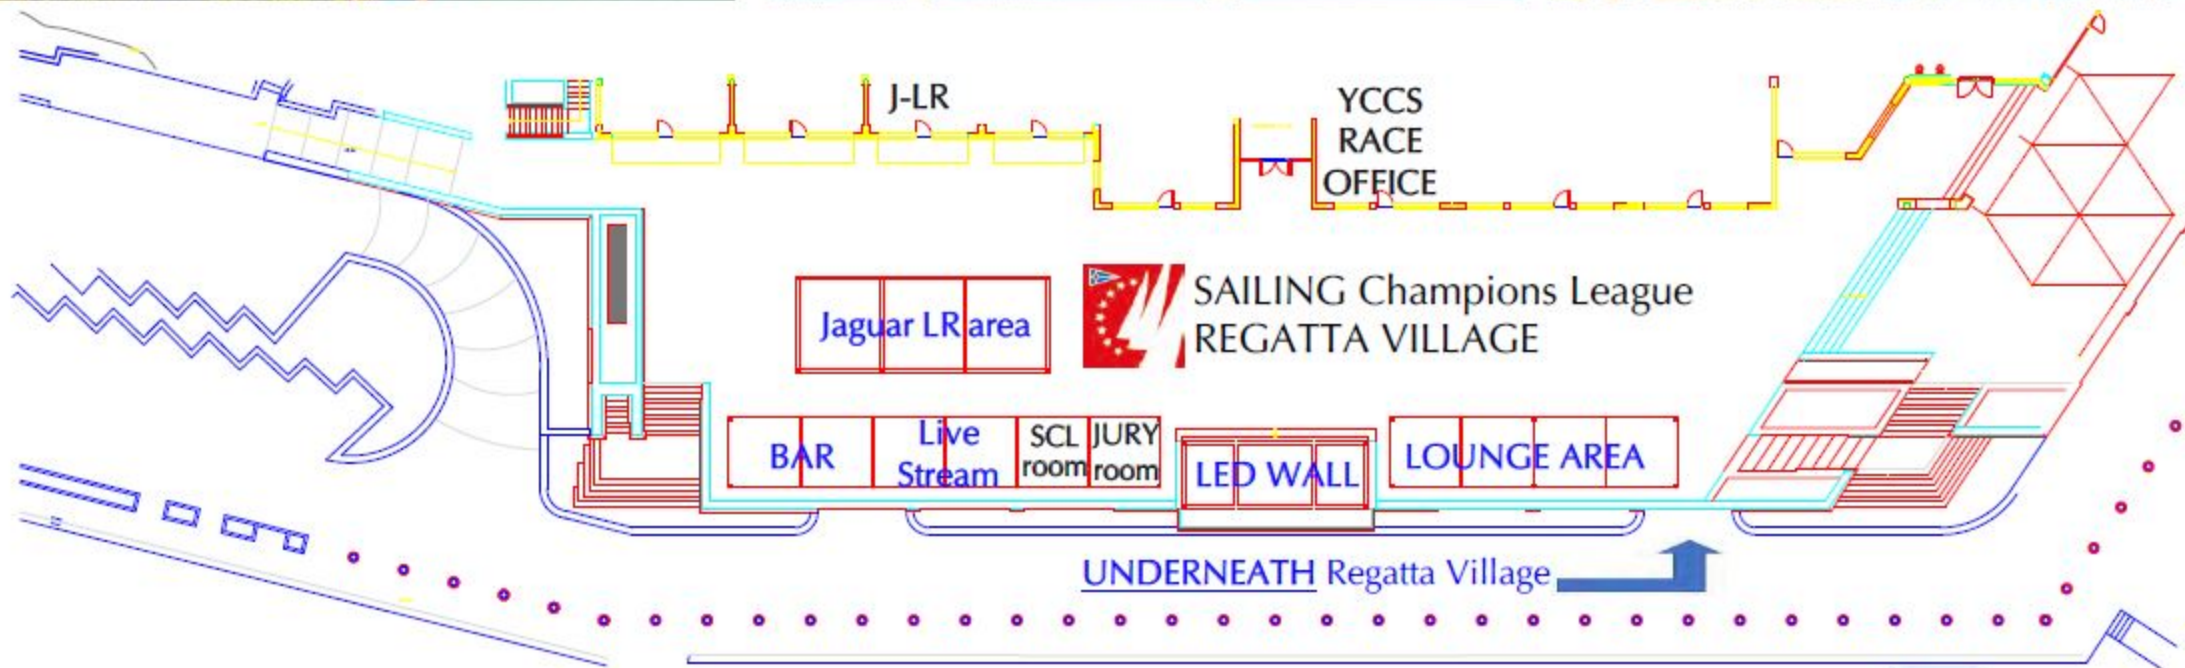 J-LR
YCCS
RACE
OFFICE
SAILING Champions League
REGATTA VILLAGE
Jaguar LR area
BAR
Live
Stream
SCL
room
JURY
room
LED WALL
LOUNGE AREA
UNDERNEATH Regatta Village